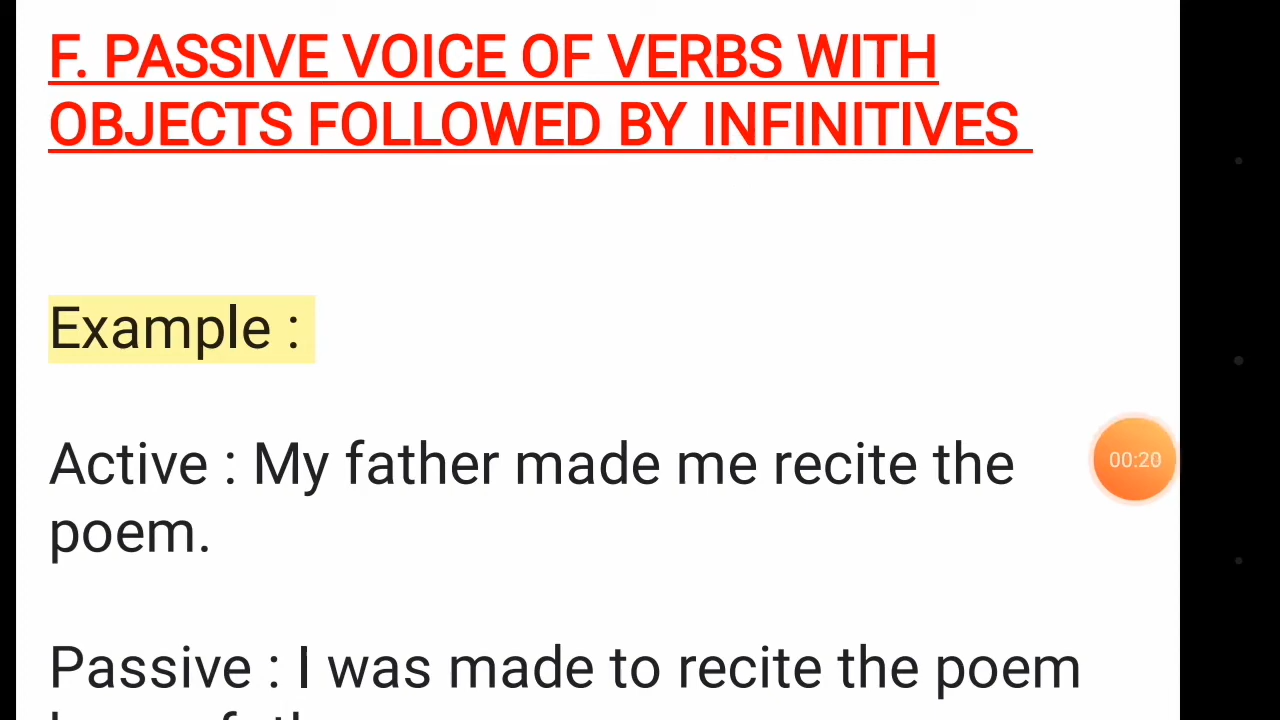 F. PASSIVE VOICE OF VERBS WITH
OBJECTS FOLLOWED BY INFINITIVES
Example :
Active : My father made me recite the
poem.
00:20
Passive : I was made to recite the poem